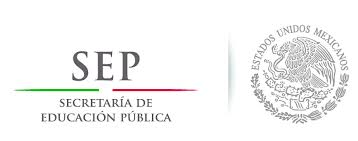 SEP
SECRETARÍA DE
EDUCACIÓN PÚBLICA
ESTADOS UNIDOS MEXICANOS